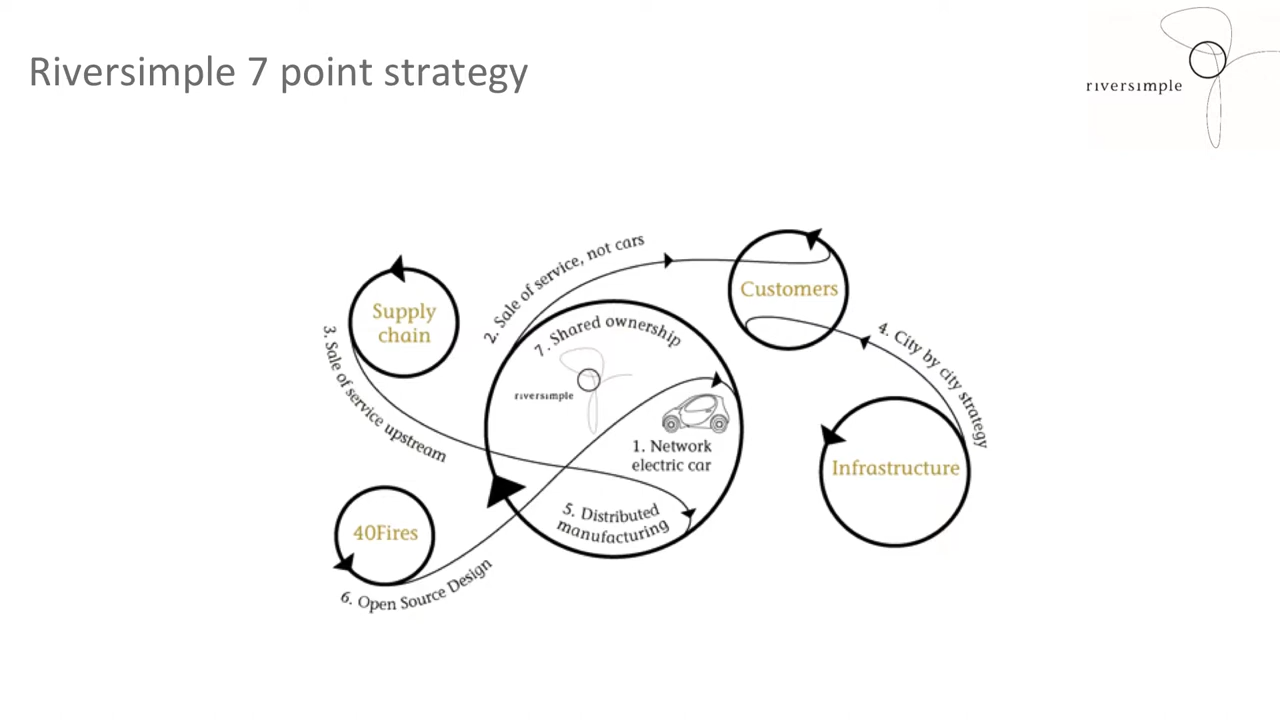 Riversimple 7 point strategy
riversimple
2. Sale of service, not cars
Customers
Supply
chain
7. Shared ownership
4. City by city strategy
3. Sale of service upstream
riversimple
1. Network
electric car
Infrastructure
5. Distributed
manufacturing
40Fires
6. Open Source Design